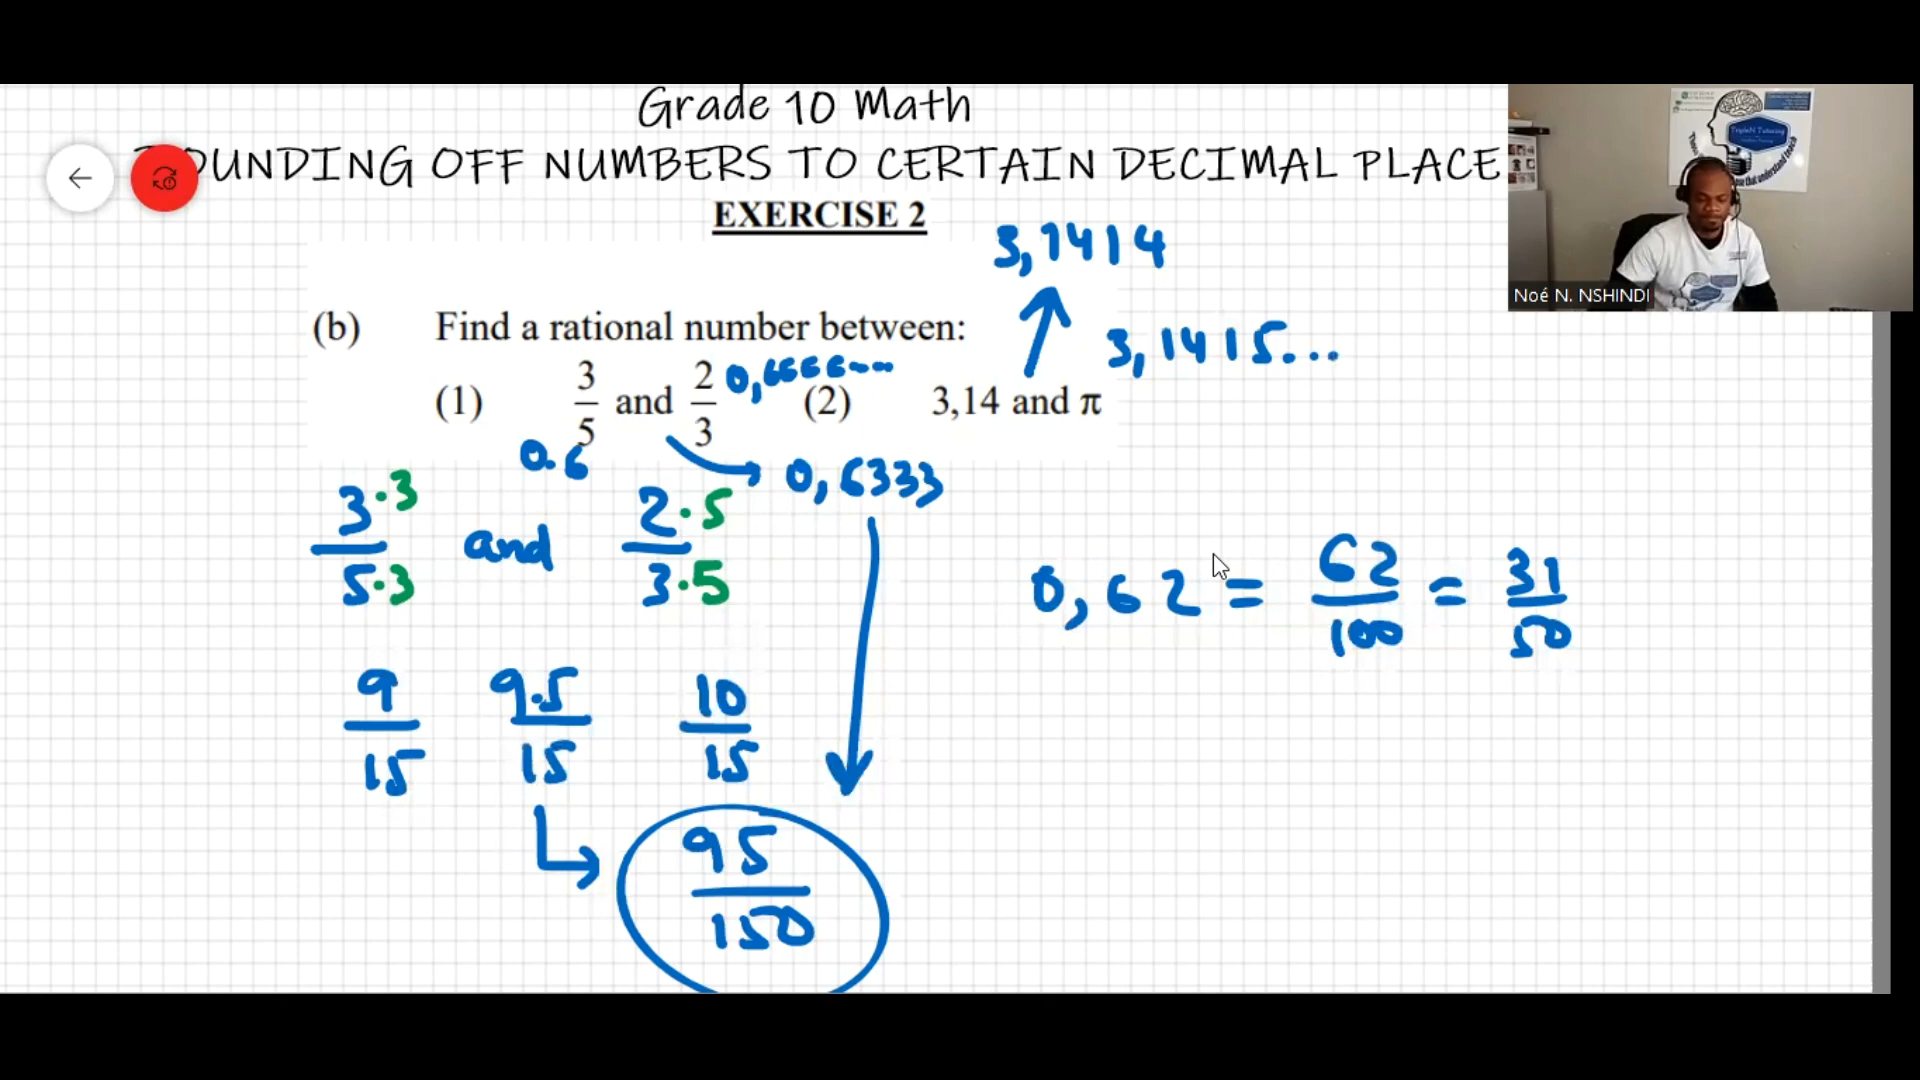 Grade 10 Math
OUNDING OFF NUMBERS TO CERTAIN DECIMAL PLACE
EXERCISE 2
3,1414
(b) Find a rational number between:
3,1415...
(1) 3/5 and 2/3 0,6666... (2) 3,14 and π
0.6
0,6333
3·3/5·3 and 2·5/3·5
0,62 = 62/100 = 31/50
9/15 9.5/15 10/15
95/150
TripleN Tutoring
Noé N. NSHINDI